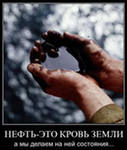 НЕФТЬ-ЭТО КРОВЬ ЗЕМЛИ
а мы делаем на ней состояния...